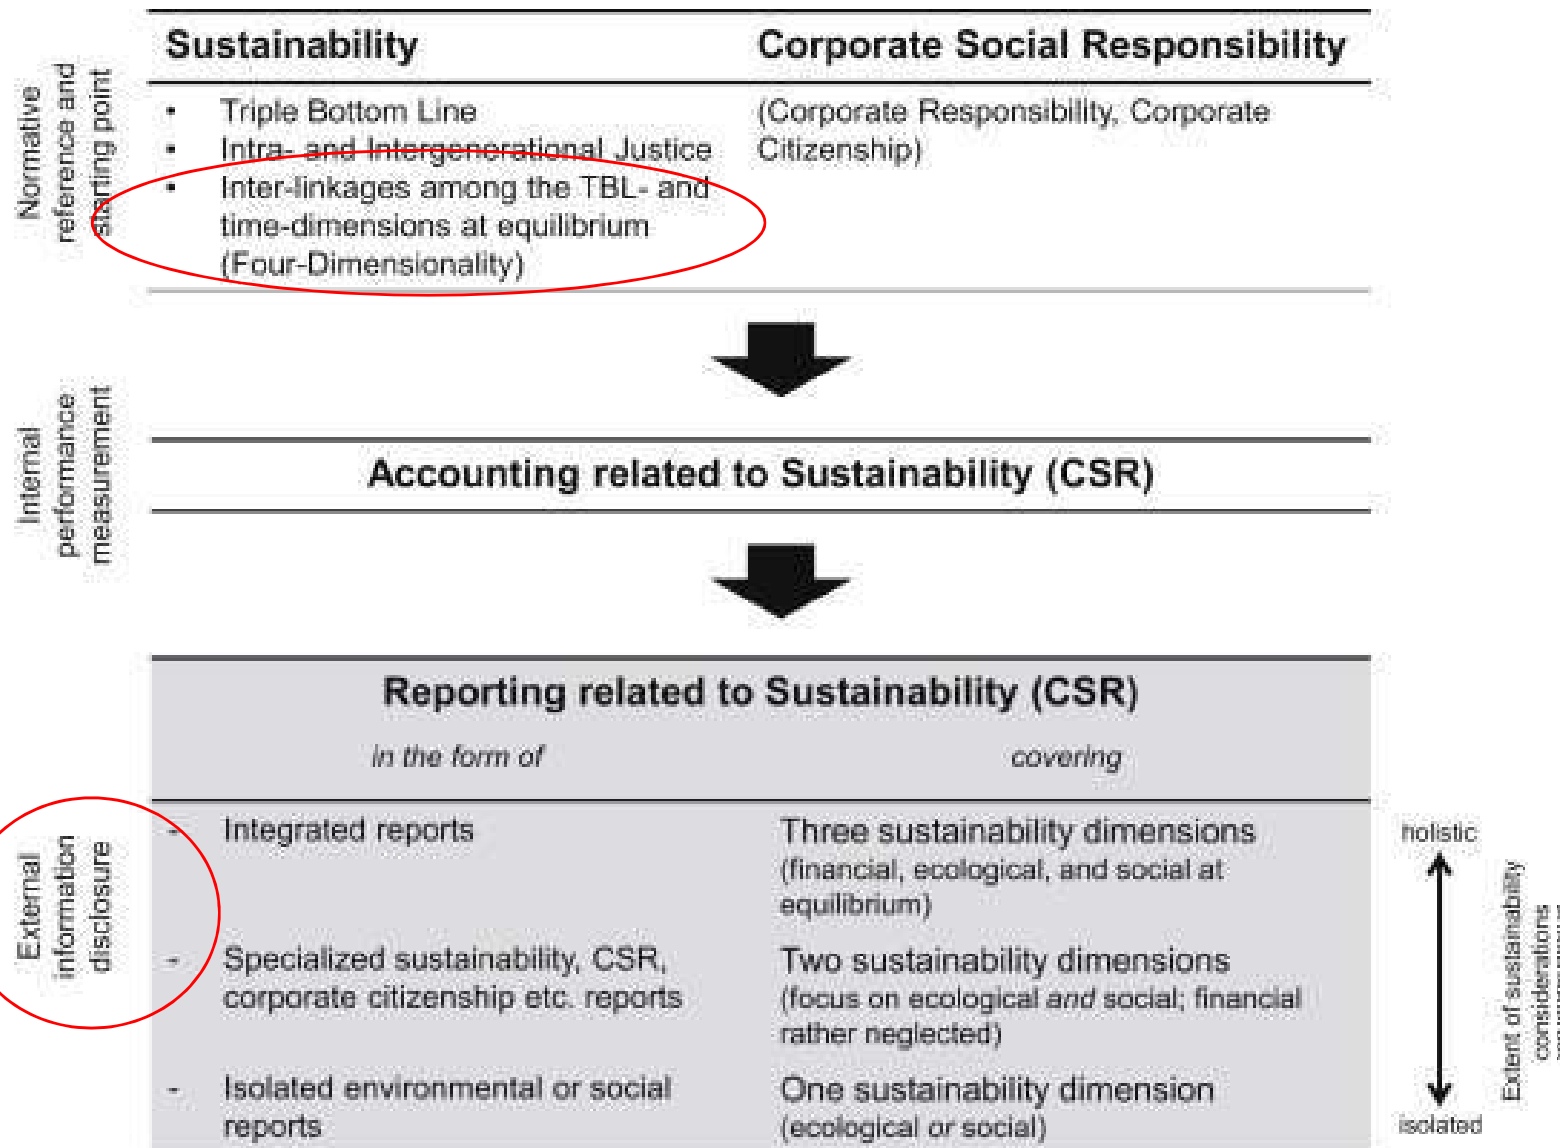 Sustainability
Corporate Social Responsibility
Normative
reference and
starting point
• Triple Bottom Line
• Intra- and Intergenerational Justice
• Inter-linkages among the TBL- and
time-dimensions at equilibrium
(Four-Dimensionality)
(Corporate Responsibility, Corporate
Citizenship)
Internal
performance
measurement
Accounting related to Sustainability (CSR)
Reporting related to Sustainability (CSR)
in the form of
covering
External
information
disclosure
- Integrated reports
Three sustainability dimensions
(financial, ecological, and social at
equilibrium)
- Specialized sustainability, CSR,
corporate citizenship etc. reports
Two sustainability dimensions
(focus on ecological and social; financial
rather neglected)
- Isolated environmental or social
reports
One sustainability dimension
(ecological or social)
holistic
isolated
Extent of sustainability
considerations